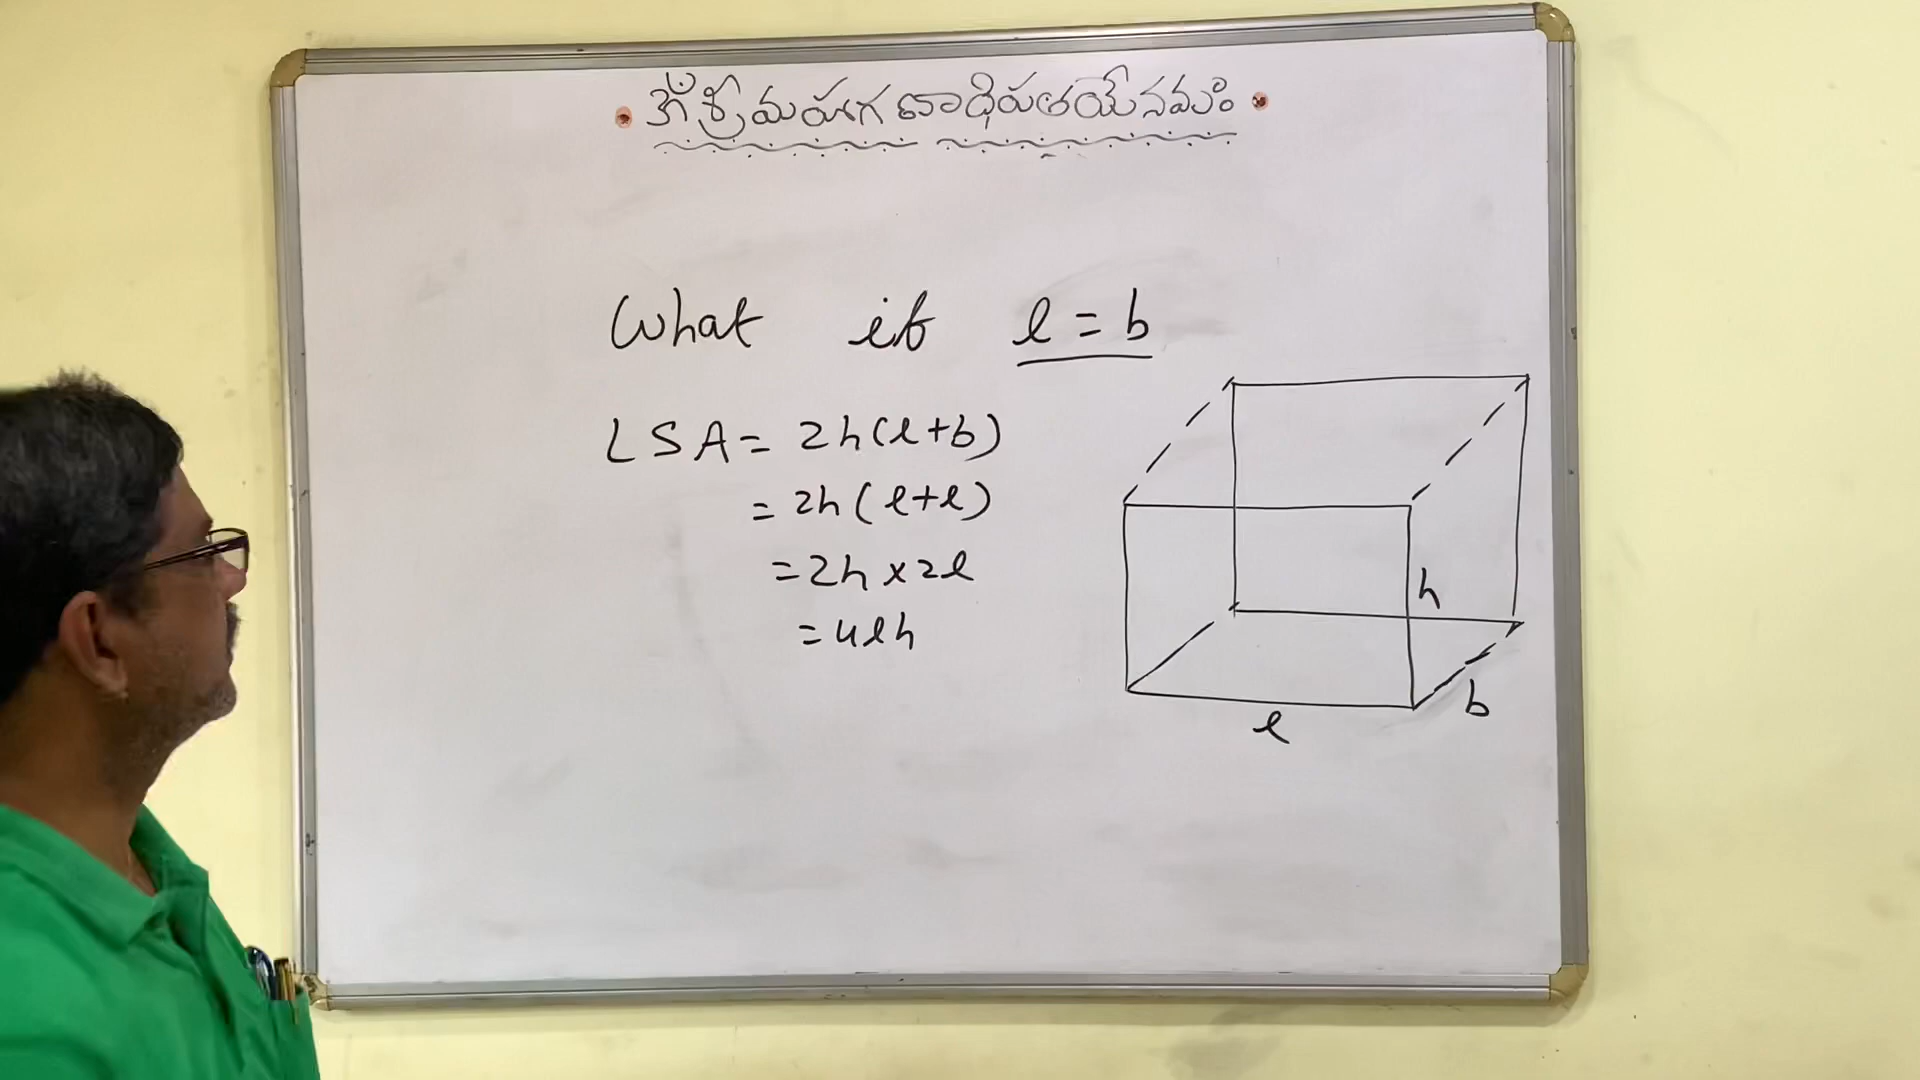 ఓం శ్రీ మహాగణాధిపతయే నమః
What if l = b
LSA = 2h(l+b)
= 2h(l+l)
= 2h×2l
= 4lh
h
b
l